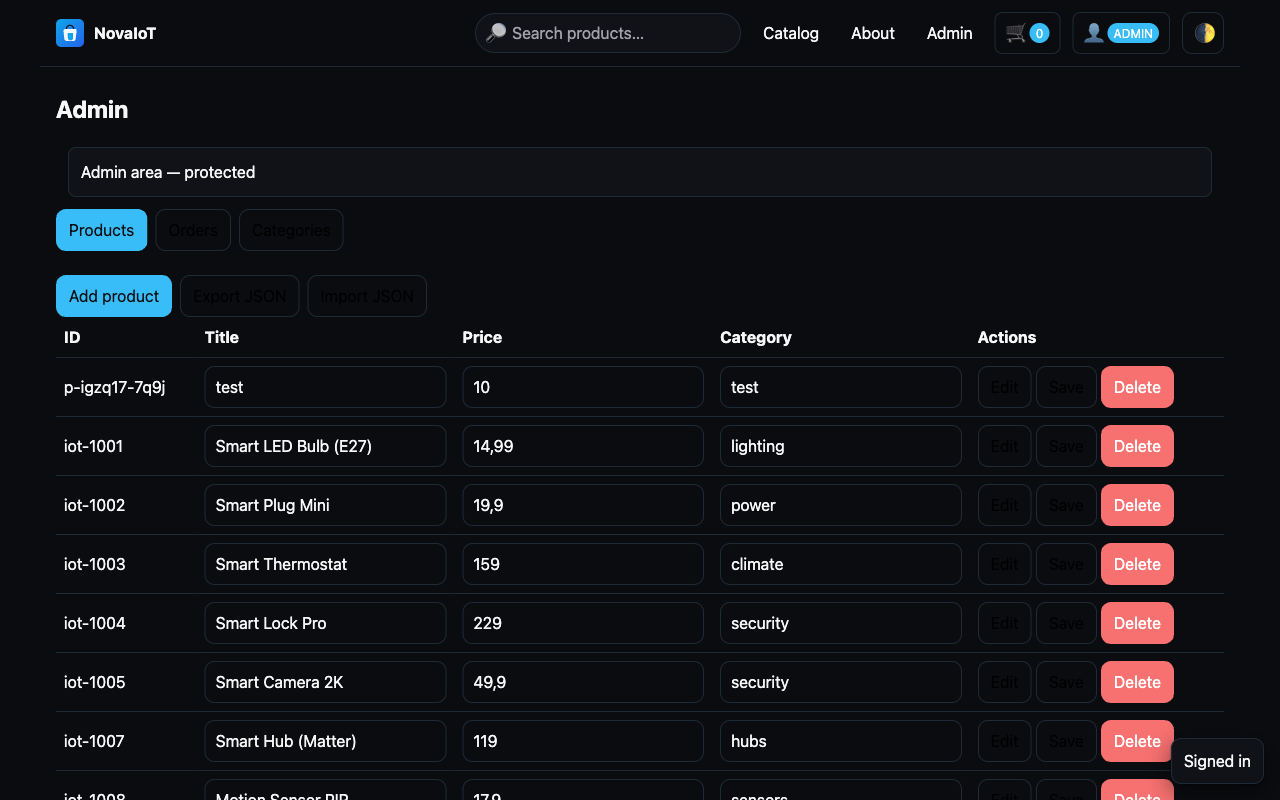 NovaIoT
Search products...
Catalog
About
Admin
0
ADMIN
Admin
Admin area — protected
Products
Orders
Categories
Add product
Export JSON
Import JSON
ID Title Price Category Actions
p-igzq17-7q9j test 10 test Edit Save Delete
iot-1001 Smart LED Bulb (E27) 14,99 lighting Edit Save Delete
iot-1002 Smart Plug Mini 19,9 power Edit Save Delete
iot-1003 Smart Thermostat 159 climate Edit Save Delete
iot-1004 Smart Lock Pro 229 security Edit Save Delete
iot-1005 Smart Camera 2K 49,9 security Edit Save Delete
iot-1007 Smart Hub (Matter) 119 hubs Edit Save Delete
Signed in
iot-1008 Motion Sensor PIR 17,9 sensors Edit Save Delete